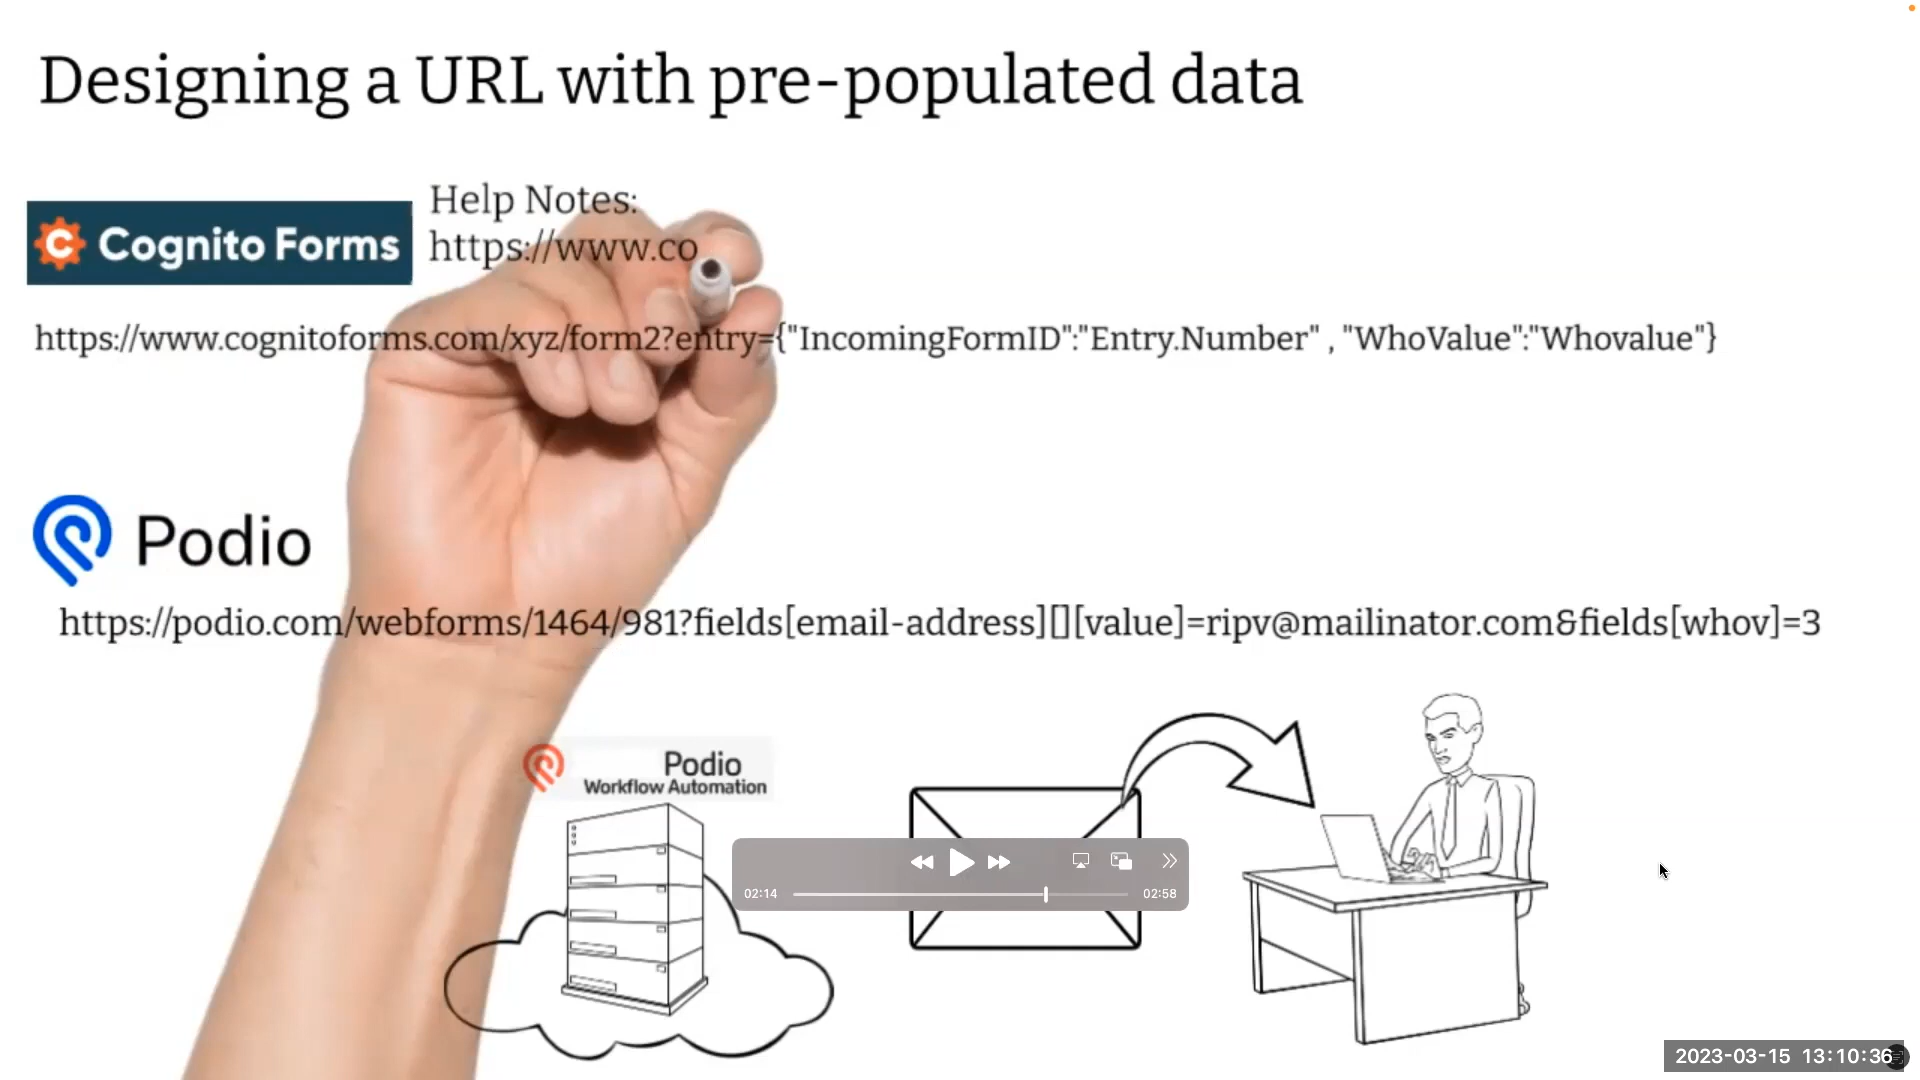 Designing a URL with pre-populated data
Help Notes:
Cognito Forms
https://www.co
https://www.cognitoforms.com/xyz/form2?entry={"IncomingFormID":"Entry.Number" , "WhoValue":"Whovalue"}
Podio
https://podio.com/webforms/1464/981?fields[email-address][][value]=ripv@mailinator.com&fields[whov]=3
Podio
Workflow Automation
02:14
02:58
2023-03-15 13:10:36